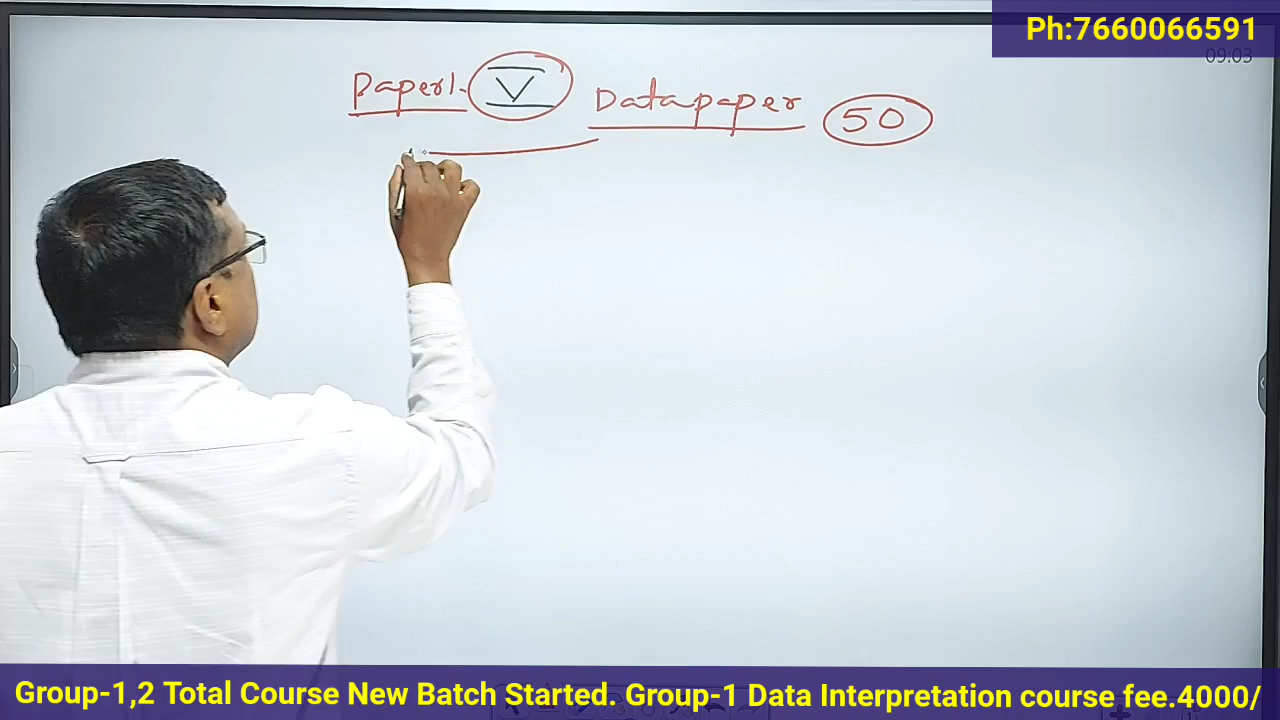 Ph:7660066591
09:03
Paper1- V Datapaper 50
Group-1,2 Total Course New Batch Started. Group-1 Data Interpretation course fee.4000/